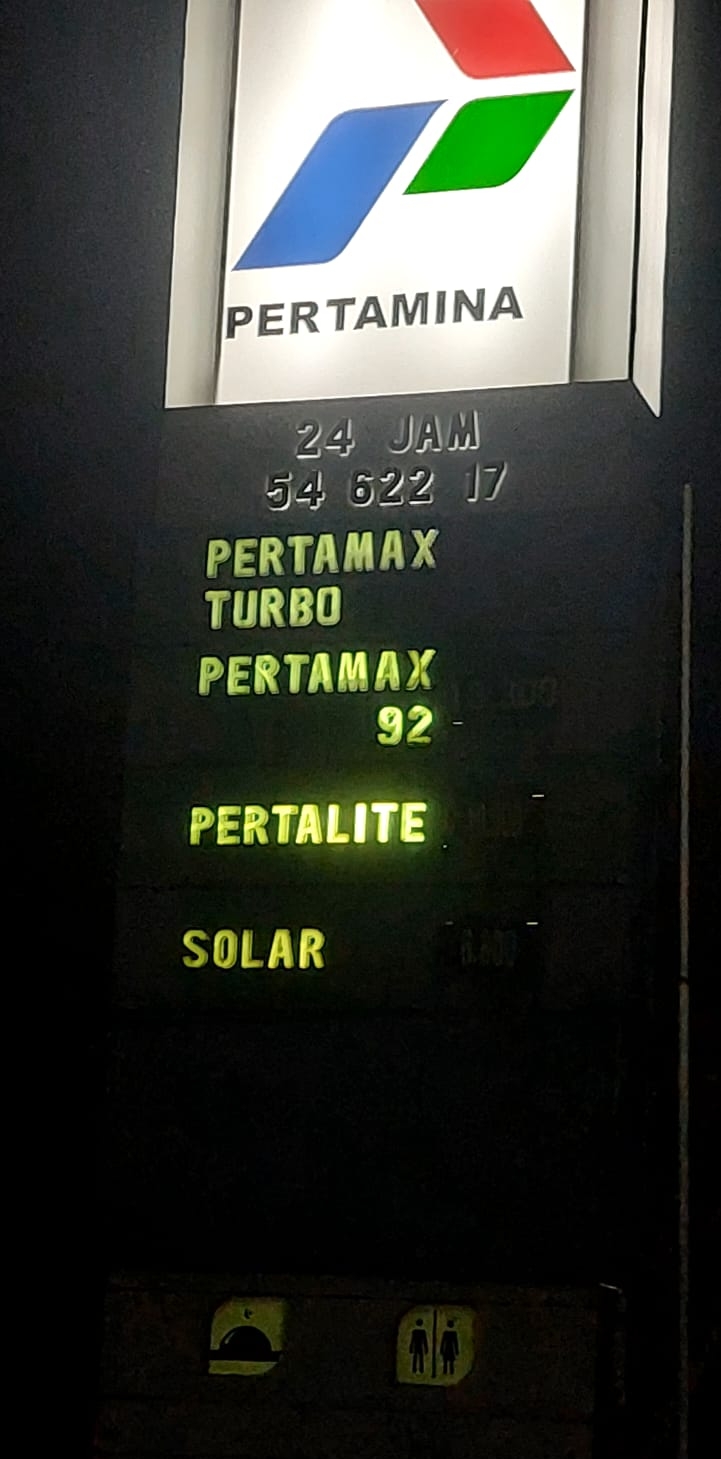 PERTAMINA
24 JAM
54 622 17
PERTAMAX
TURBO
PERTAMAX
92
PERTALITE
SOLAR